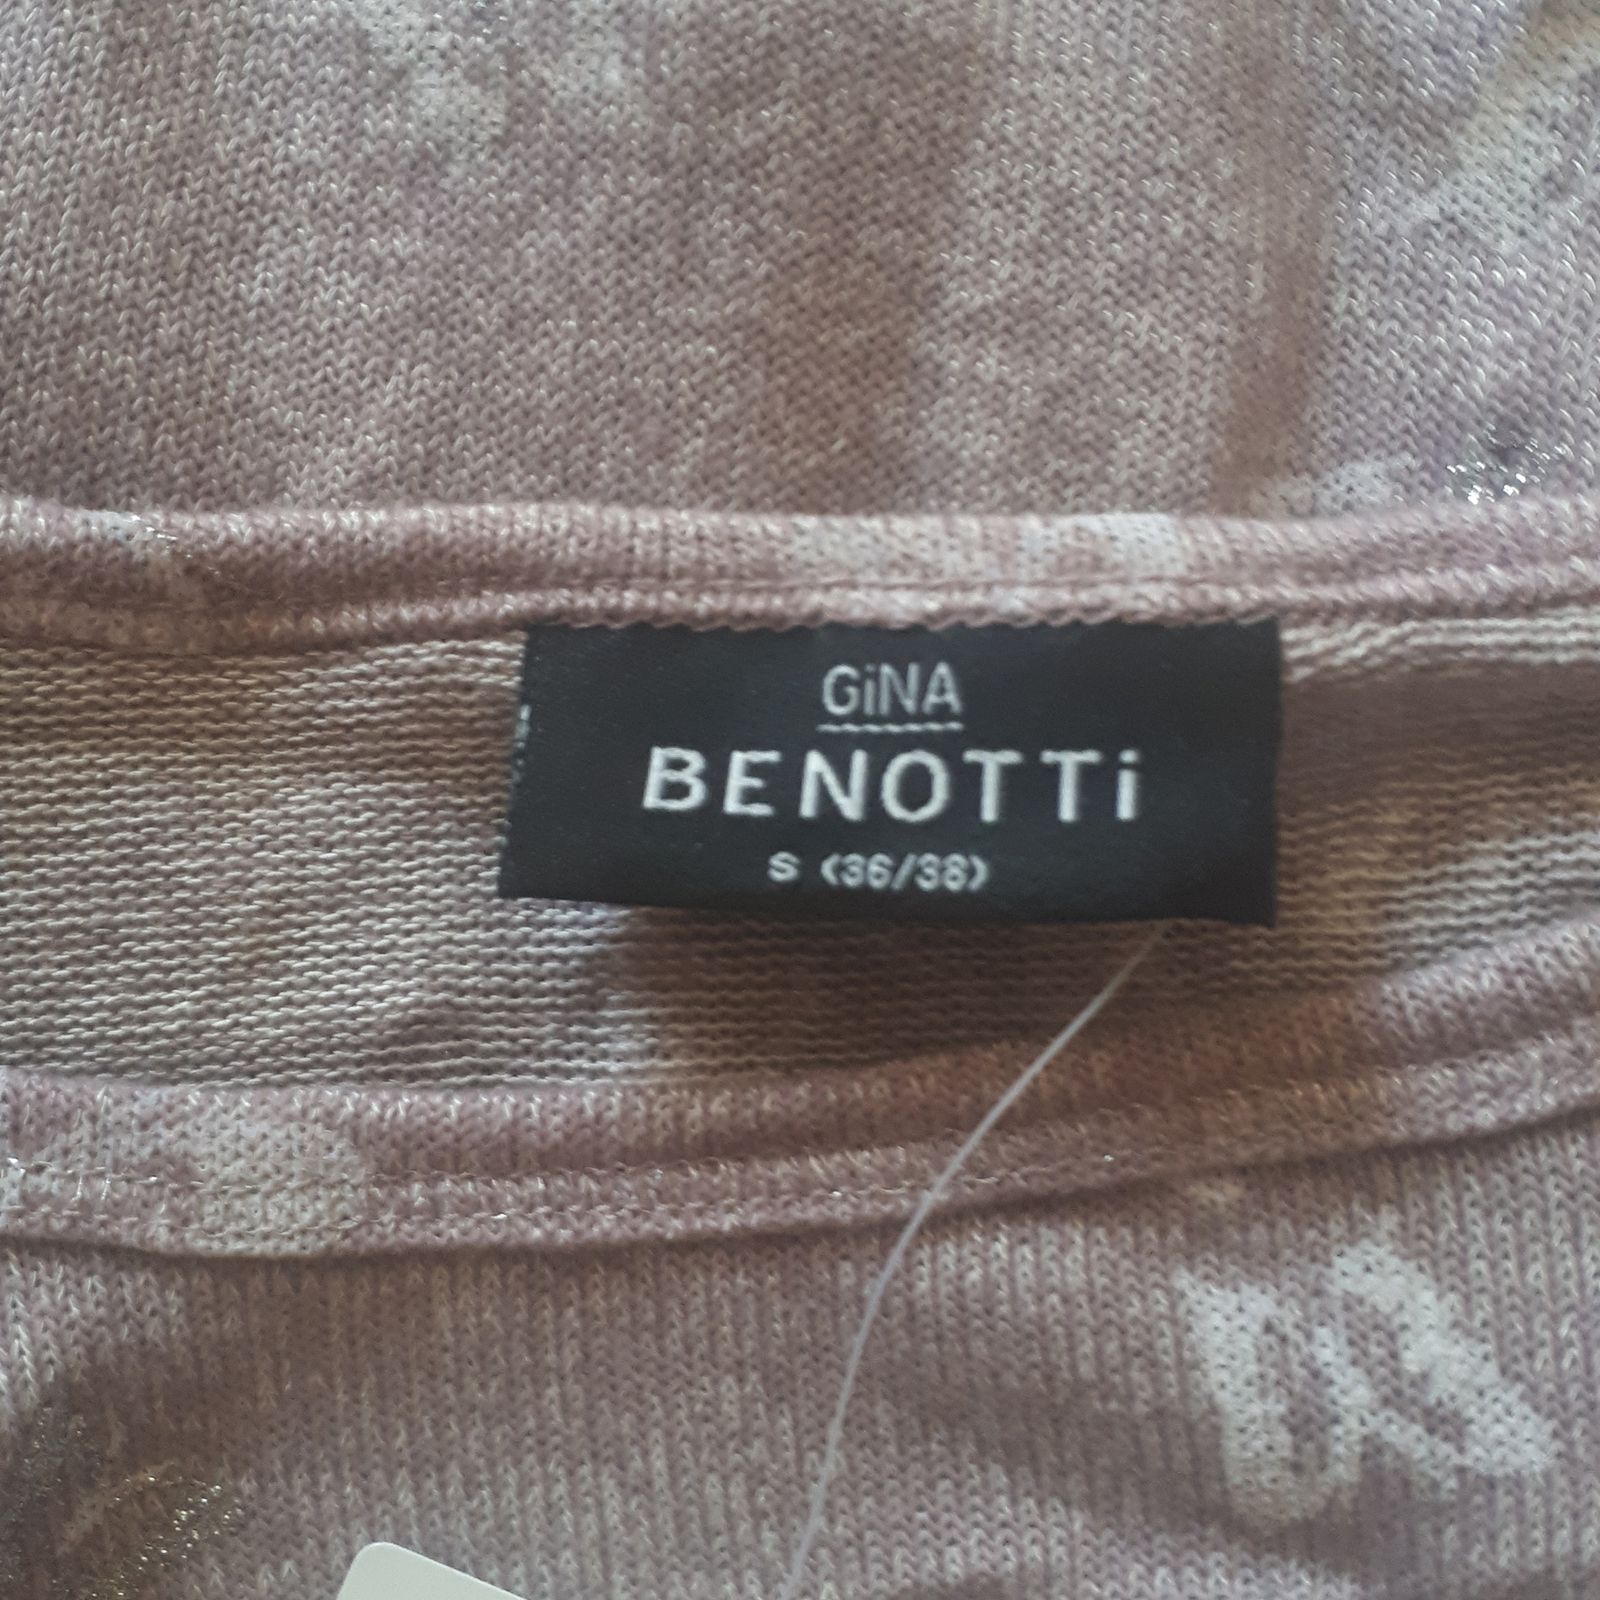 GiNA
BENOTTi
S (36/38)